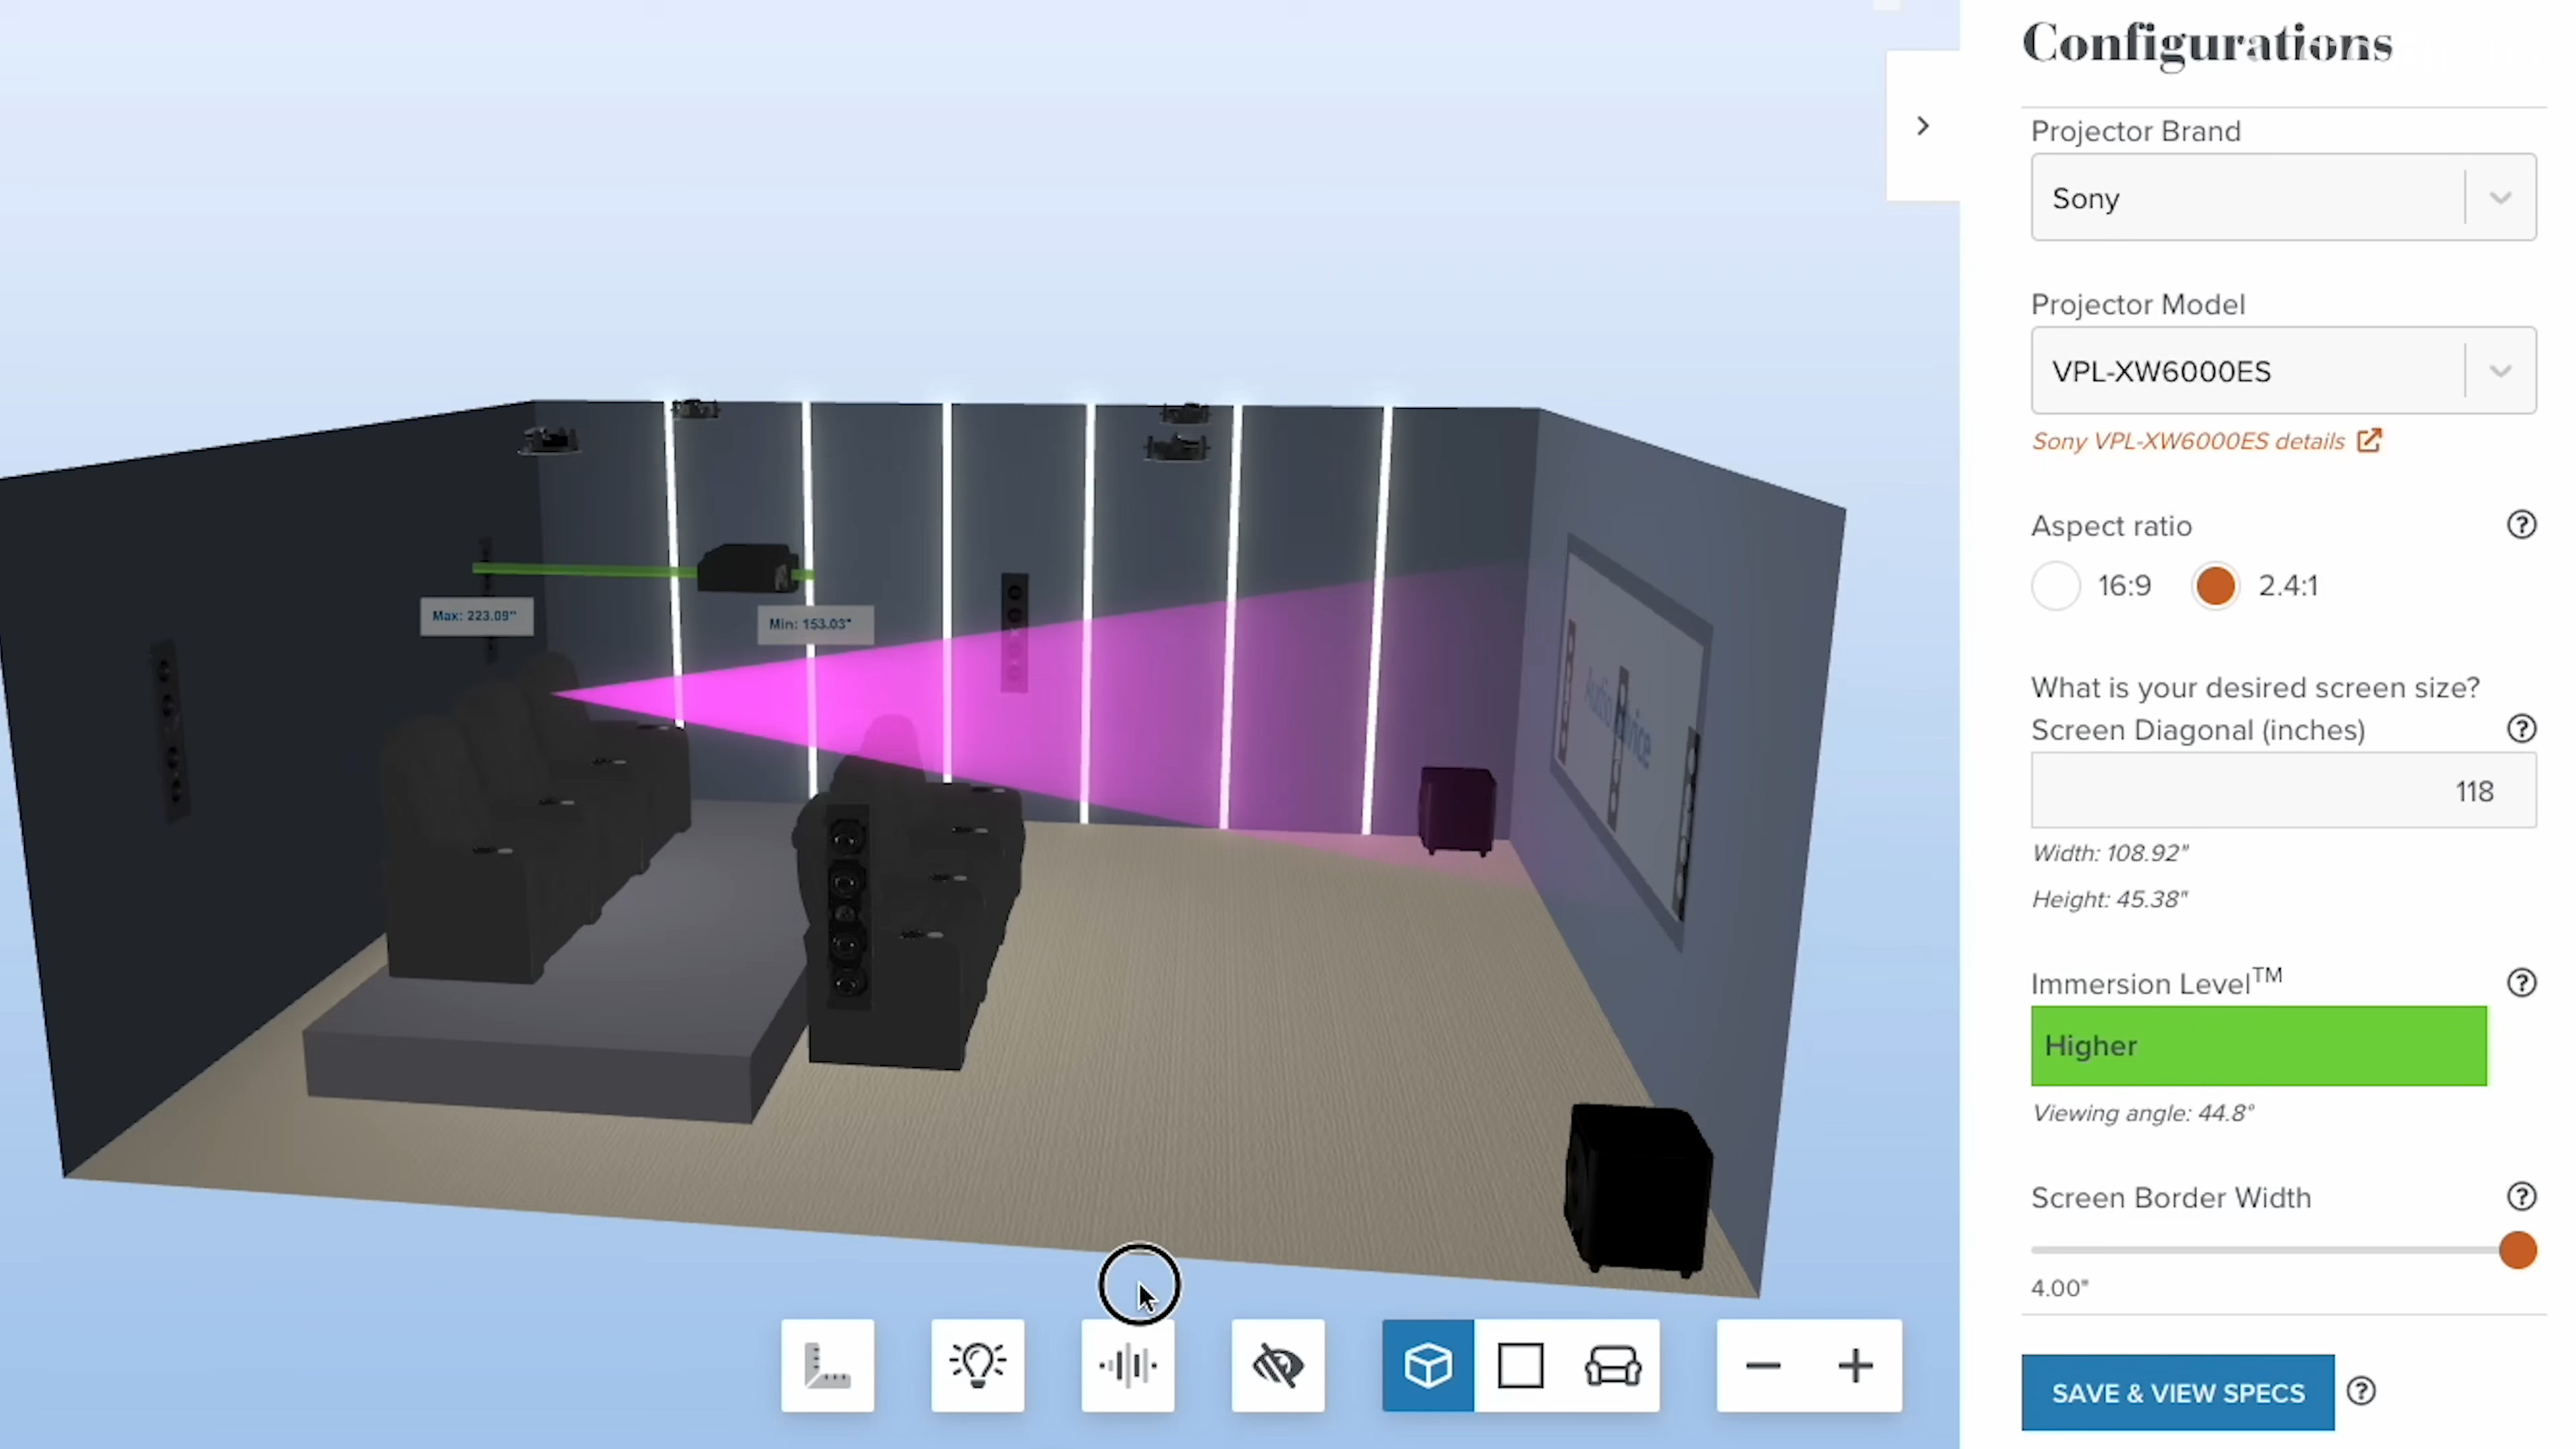 Configurations
Projector Brand
Sony
Projector Model
VPL-XW6000ES
Sony VPL-XW6000ES details
Aspect ratio
16:9
2.4:1
What is your desired screen size?
Screen Diagonal (inches)
118
Width: 108.92"
Height: 45.38"
Immersion Level™
Higher
Viewing angle: 44.8°
Screen Border Width
4.00"
SAVE & VIEW SPECS
Max: 223.09"
Min: 153.03"
Audio Advice